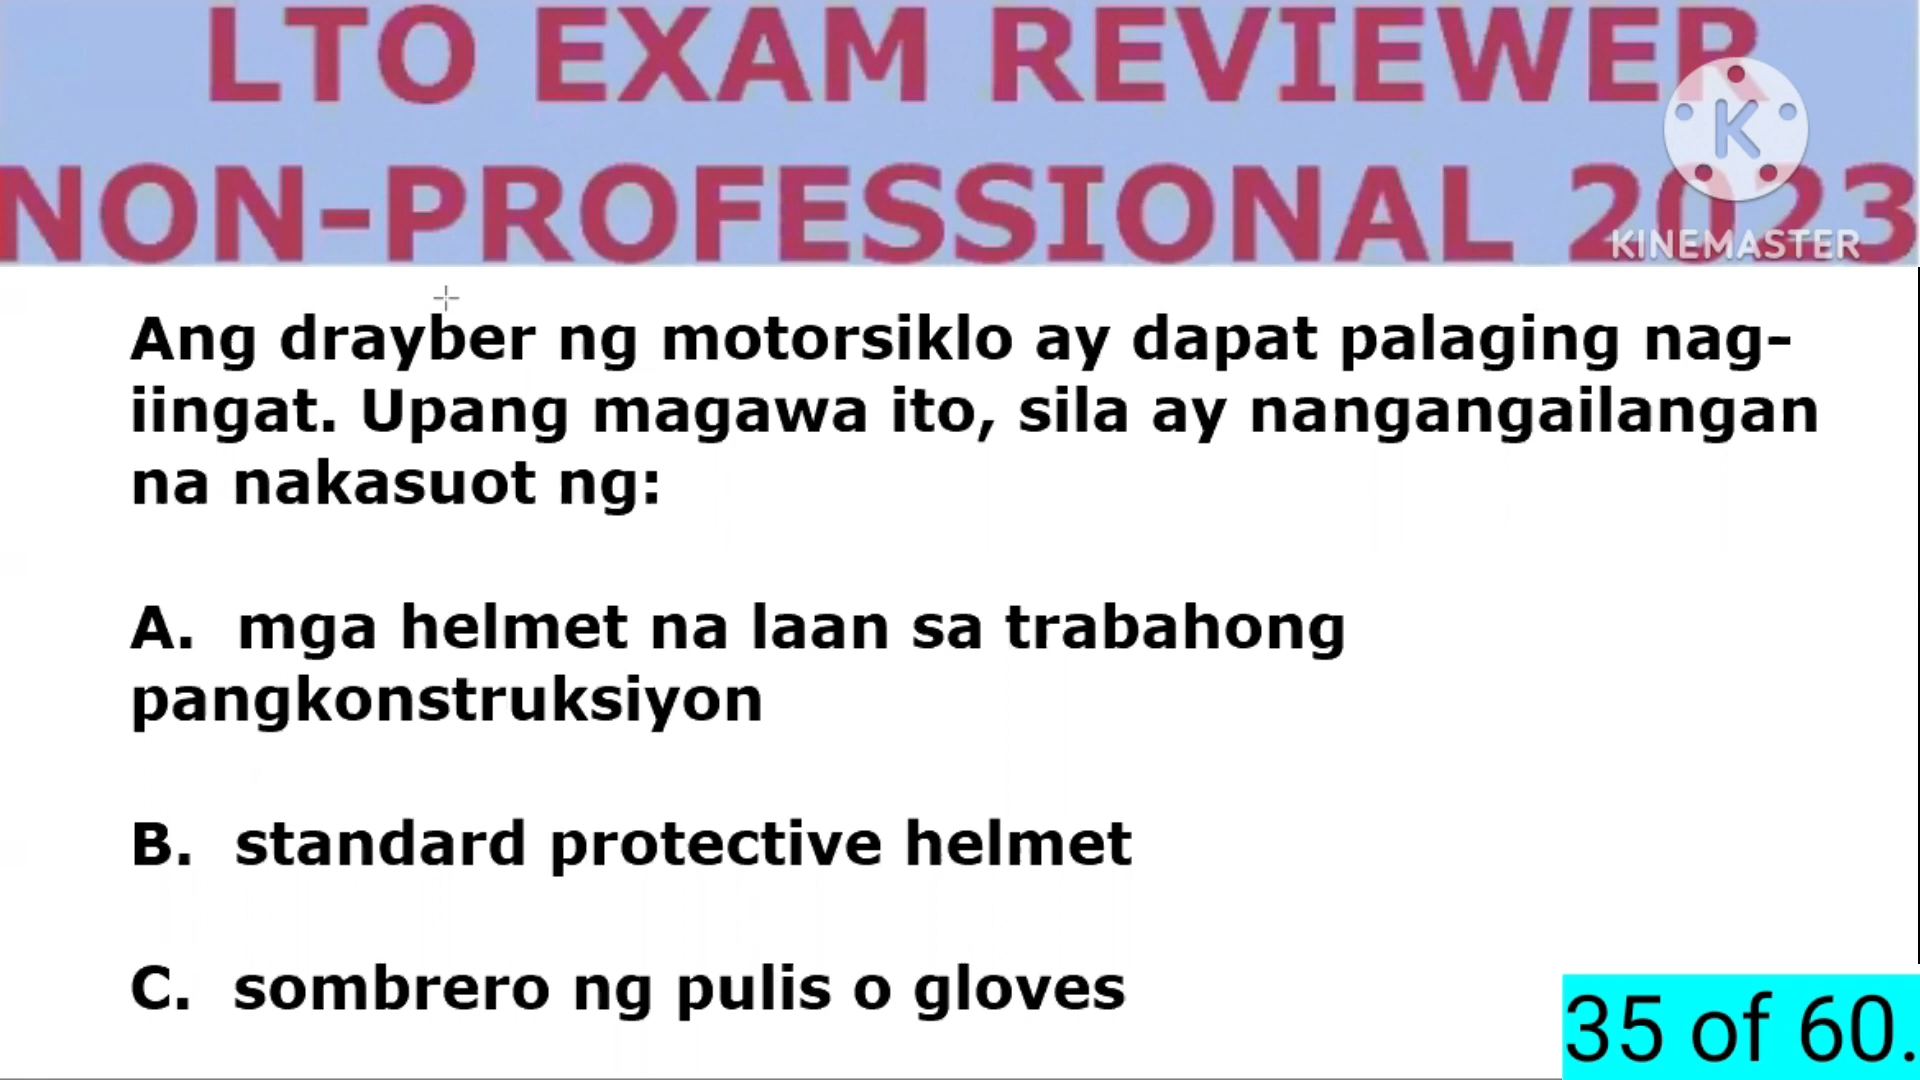 LTO EXAM REVIEWER
NON-PROFESSIONAL 2023
K
KINEMASTER
Ang drayber ng motorsiklo ay dapat palaging nag-
iingat. Upang magawa ito, sila ay nangangailangan
na nakasuot ng:
A. mga helmet na laan sa trabahong
pangkonstruksiyon
B. standard protective helmet
C. sombrero ng pulis o gloves
35 of 60.